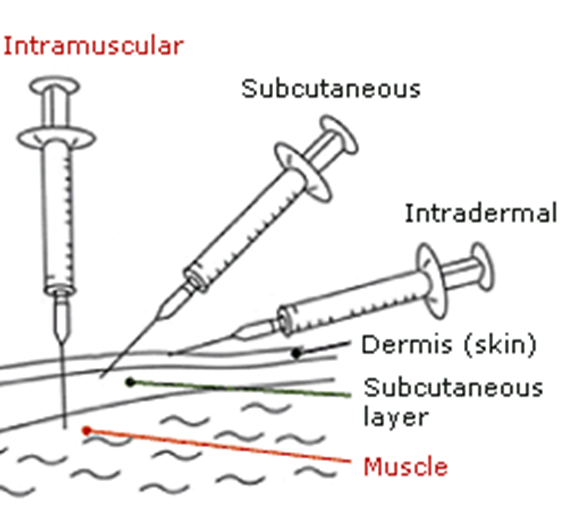 Intramuscular
Subcutaneous
Intradermal
Dermis (skin)
Subcutaneous
layer
Muscle